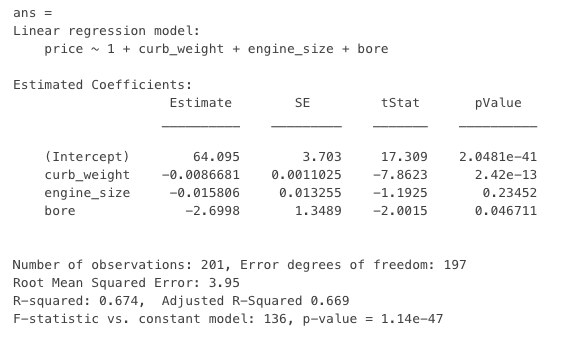 ans =
Linear regression model:
price ~ 1 + curb_weight + engine_size + bore
Estimated Coefficients:
Estimate SE tStat pValue
(Intercept) 64.095 3.703 17.309 2.0481e-41
curb_weight -0.0086681 0.0011025 -7.8623 2.42e-13
engine_size -0.015806 0.013255 -1.1925 0.23452
bore -2.6998 1.3489 -2.0015 0.046711
Number of observations: 201, Error degrees of freedom: 197
Root Mean Squared Error: 3.95
R-squared: 0.674, Adjusted R-Squared 0.669
F-statistic vs. constant model: 136, p-value = 1.14e-47